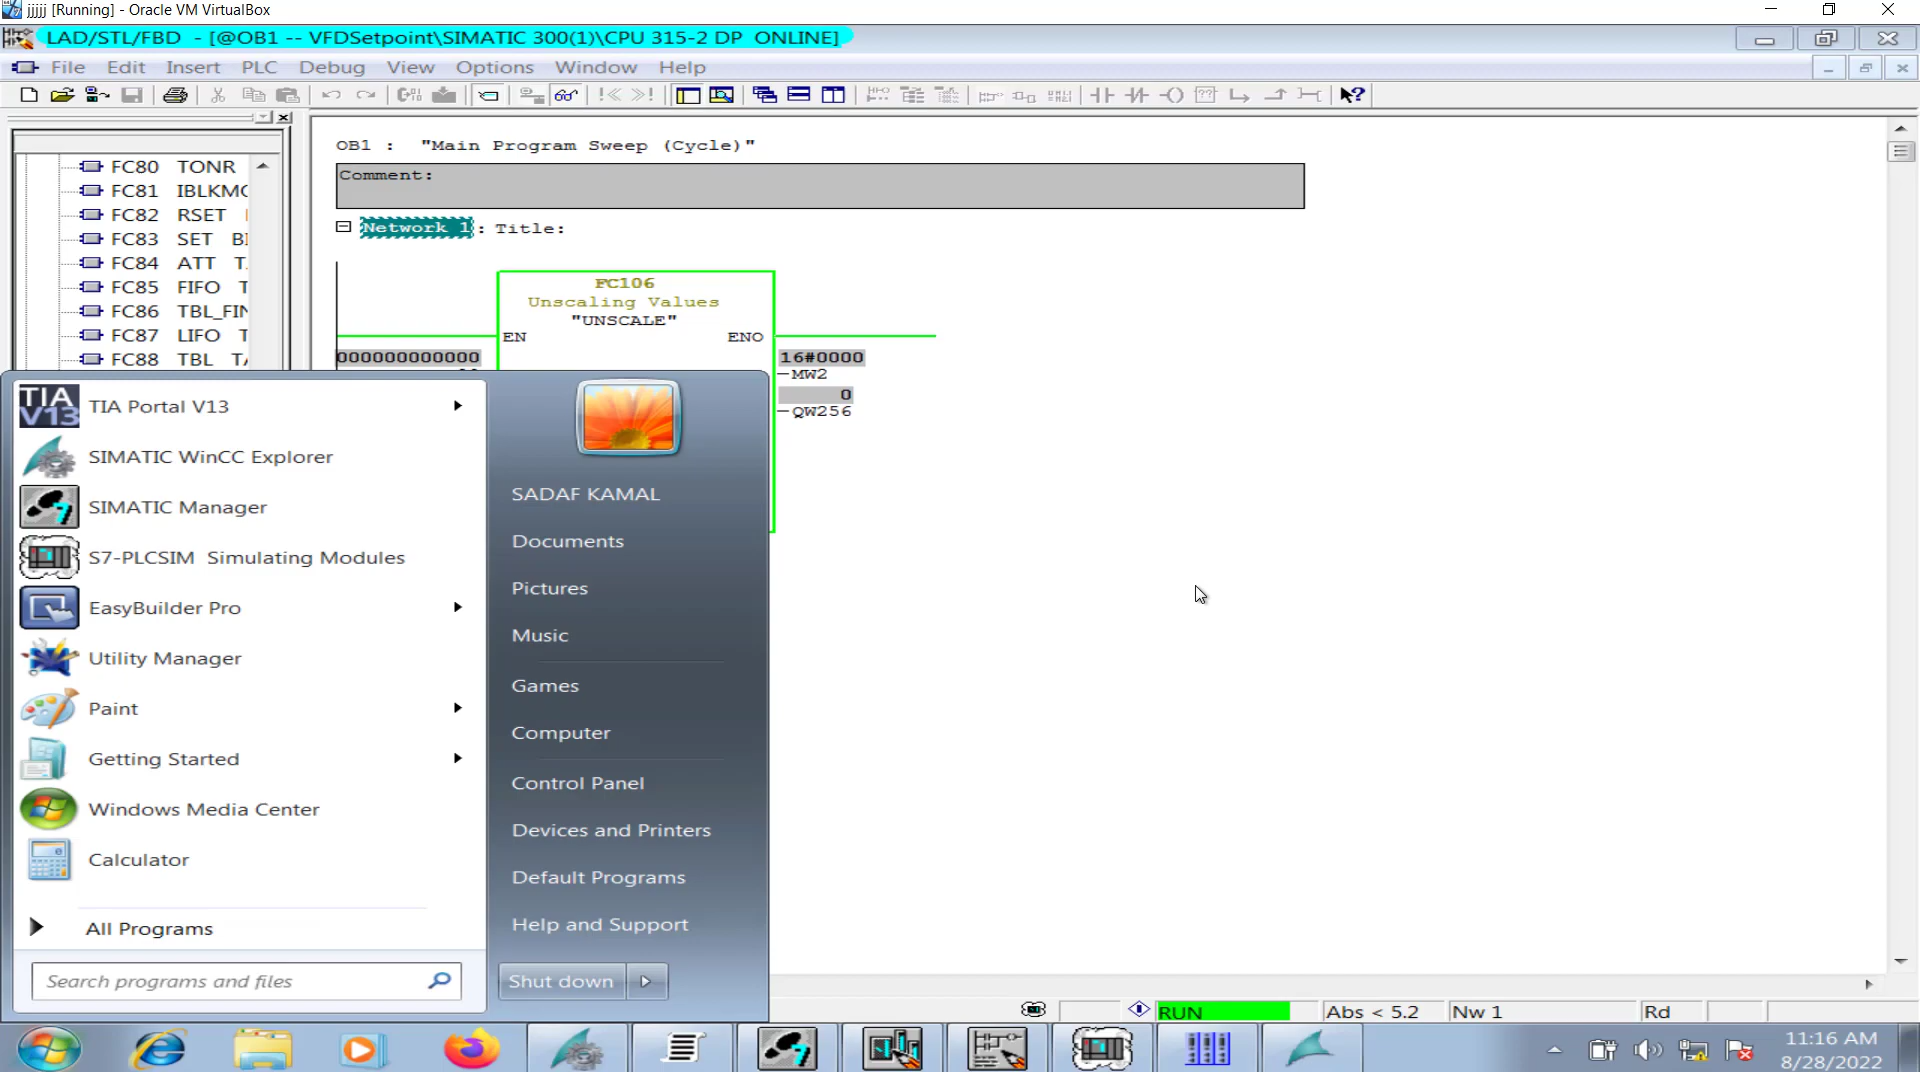 jjjjj [Running] - Oracle VM VirtualBox
LAD/STL/FBD - [@OB1 -- VFDSetpoint\SIMATIC 300(1)\CPU 315-2 DP ONLINE]
File Edit Insert PLC Debug View Options Window Help
FC80 TONR
FC81 IBLKMO
FC82 RSET
FC83 SET BI
FC84 ATT T
FC85 FIFO T
FC86 TBL_FIN
FC87 LIFO T
FC88 TBL TA
OB1 : "Main Program Sweep (Cycle)"
Comment:
Network 1: Title:
FC106
Unscaling Values
"UNSCALE"
EN ENO
000000000000
16#0000
MW2
0
QW256
TIA V13 TIA Portal V13
SIMATIC WinCC Explorer
SIMATIC Manager
S7-PLCSIM Simulating Modules
EasyBuilder Pro
Utility Manager
Paint
Getting Started
Windows Media Center
Calculator
All Programs
Search programs and files
SADAF KAMAL
Documents
Pictures
Music
Games
Computer
Control Panel
Devices and Printers
Default Programs
Help and Support
Shut down
RUN Abs < 5.2 Nw 1 Rd
11:16 AM
8/28/2022